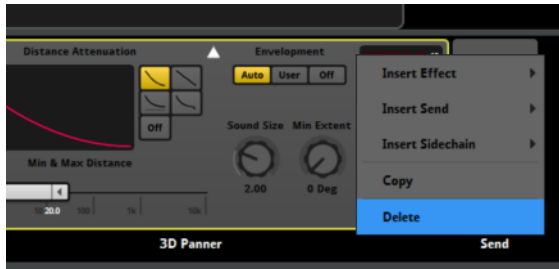 Distance Attenuation
Envelopment
Auto User Off
Off
Sound Size Min Extent
2.00 0 Deg
Min & Max Distance
20.0 100 1k 10k
3D Panner
Insert Effect
Insert Send
Insert Sidechain
Copy
Delete
Send